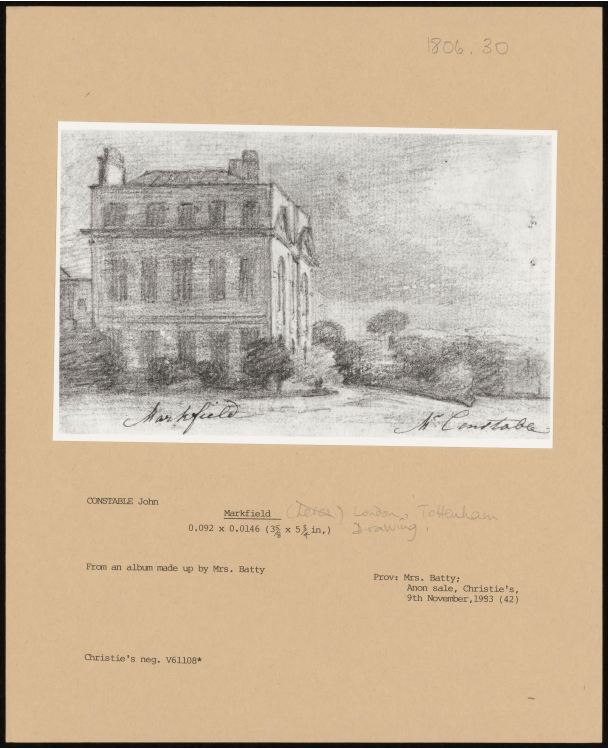 1806.30
Markfield
Mr Constable
CONSTABLE John
Markfield (Leise) London; Tottenham
0.092 x 0.0146 (3⅝ x 5¾ in.) Drawing.
From an album made up by Mrs. Batty
Prov: Mrs. Batty;
Anon sale, Christie's,
9th November,1983 (42)
Christie's neg. V61108*